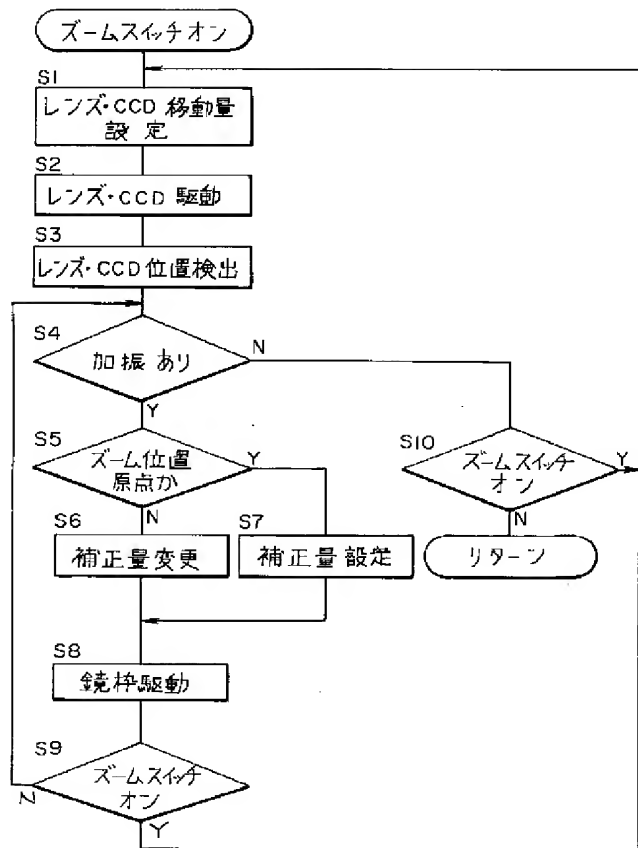 ズームスイッチオン
S1
レンズ・CCD 移動量
設定
S2
レンズ・CCD 駆動
S3
レンズ・CCD 位置検出
S4
加振あり
N
Y
S5
ズーム位置
原点か
Y
N
S10
ズームスイッチ
オン
Y
N
S6
補正量変更
S7
補正量設定
リターン
S8
鏡枠駆動
S9
ズームスイッチ
オン
N
Y